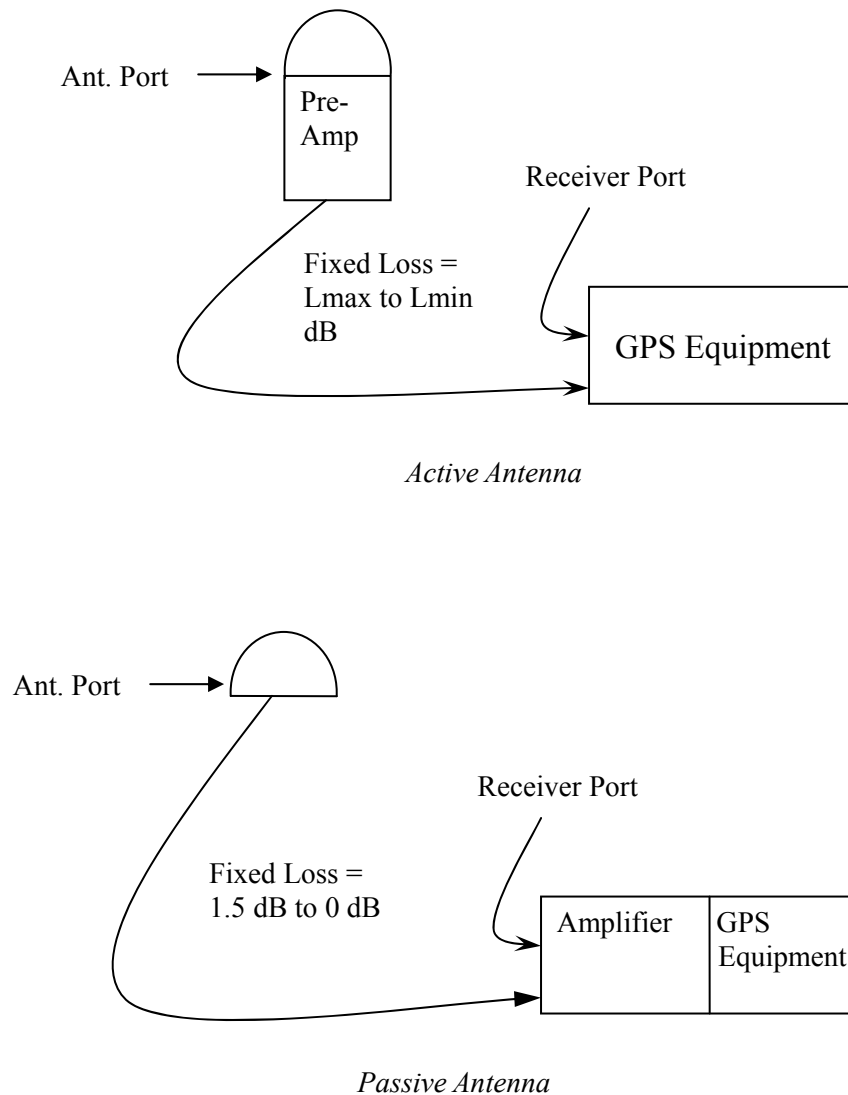 Ant. Port
Pre-
Amp
Receiver Port
Fixed Loss =
Lmax to Lmin
dB
GPS Equipment
Active Antenna
Ant. Port
Receiver Port
Fixed Loss =
1.5 dB to 0 dB
Amplifier
GPS
Equipment
Passive Antenna